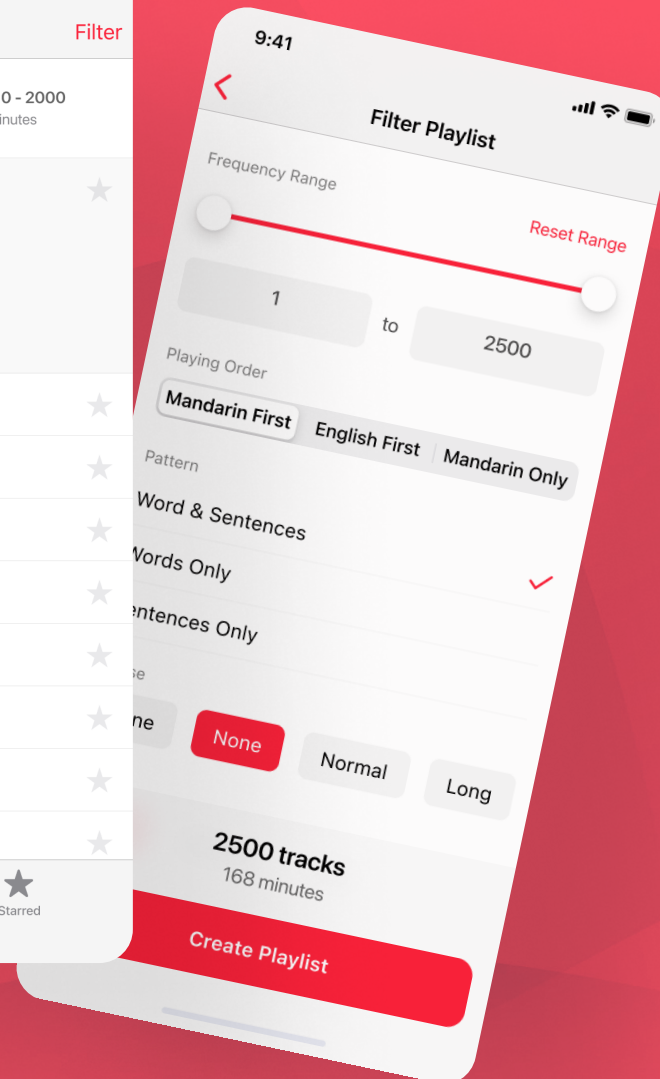 Filter
0 - 2000
inutes
Starred
9:41
Filter Playlist
Frequency Range
Reset Range
1 to 2500
Playing Order
Mandarin First English First Mandarin Only
Pattern
Word & Sentences
Words Only
entences Only
se
ne None Normal Long
2500 tracks
168 minutes
Create Playlist